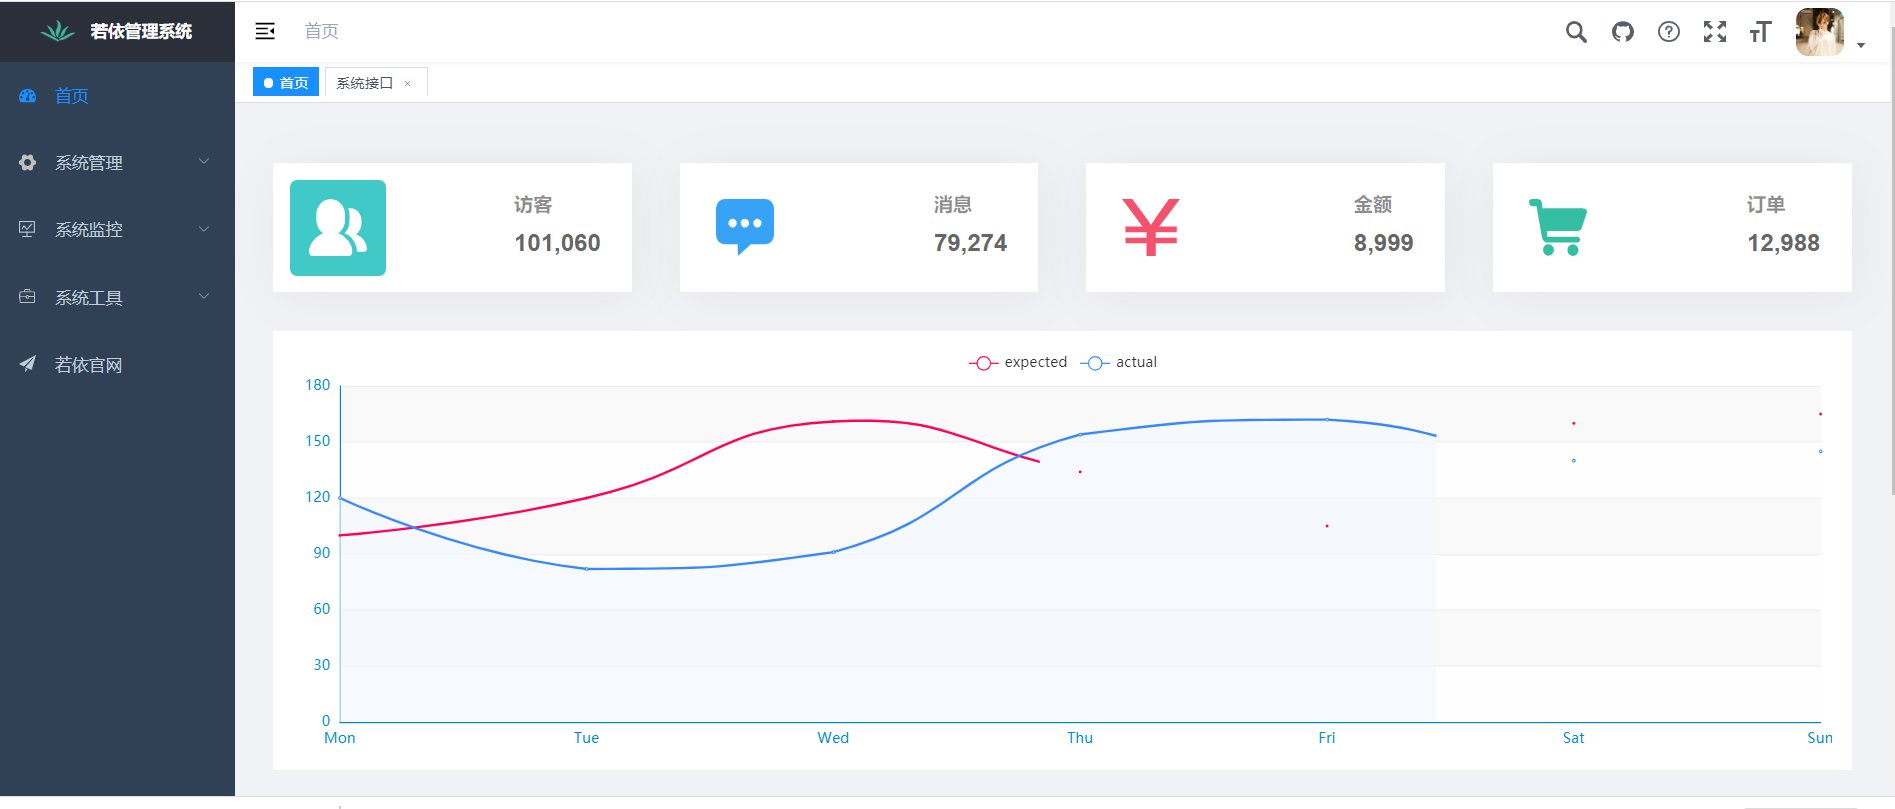 若依管理系统
首页
系统管理
系统监控
系统工具
若依官网
首页
首页
系统接口 ×
访客
101,060
消息
79,274
金额
8,999
订单
12,988
expected actual
180
150
120
90
60
30
0
Mon Tue Wed Thu Fri Sat Sun